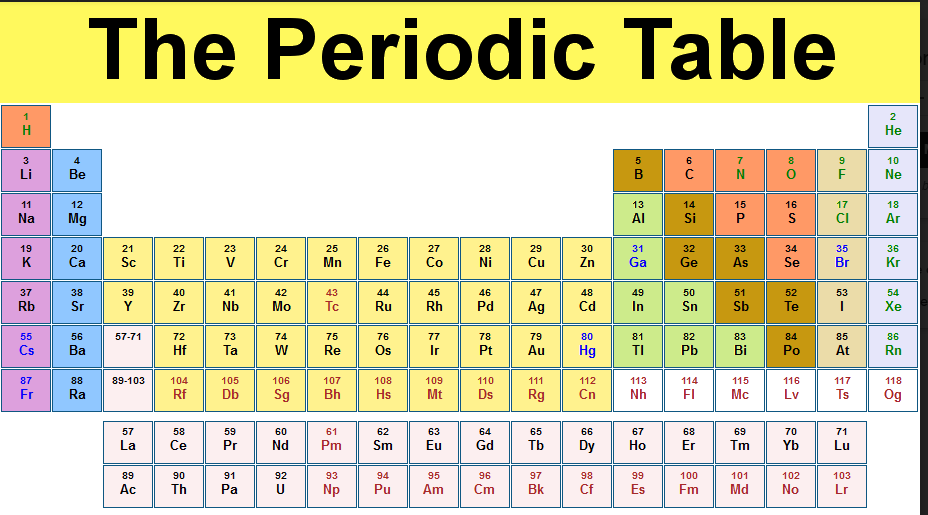 The Periodic Table
1 2
H He
3 4 5 6 7 8 9 10
Li Be B C N O F Ne
11 12 13 14 15 16 17 18
Na Mg Al Si P S Cl Ar
19 20 21 22 23 24 25 26 27 28 29 30 31 32 33 34 35 36
K Ca Sc Ti V Cr Mn Fe Co Ni Cu Zn Ga Ge As Se Br Kr
37 38 39 40 41 42 43 44 45 46 47 48 49 50 51 52 53 54
Rb Sr Y Zr Nb Mo Tc Ru Rh Pd Ag Cd In Sn Sb Te I Xe
55 56 57-71 72 73 74 75 76 77 78 79 80 81 82 83 84 85 86
Cs Ba Hf Ta W Re Os Ir Pt Au Hg Tl Pb Bi Po At Rn
87 88 89-103 104 105 106 107 108 109 110 111 112 113 114 115 116 117 118
Fr Ra Rf Db Sg Bh Hs Mt Ds Rg Cn Nh Fl Mc Lv Ts Og
57 58 59 60 61 62 63 64 65 66 67 68 69 70 71
La Ce Pr Nd Pm Sm Eu Gd Tb Dy Ho Er Tm Yb Lu
89 90 91 92 93 94 95 96 97 98 99 100 101 102 103
Ac Th Pa U Np Pu Am Cm Bk Cf Es Fm Md No Lr